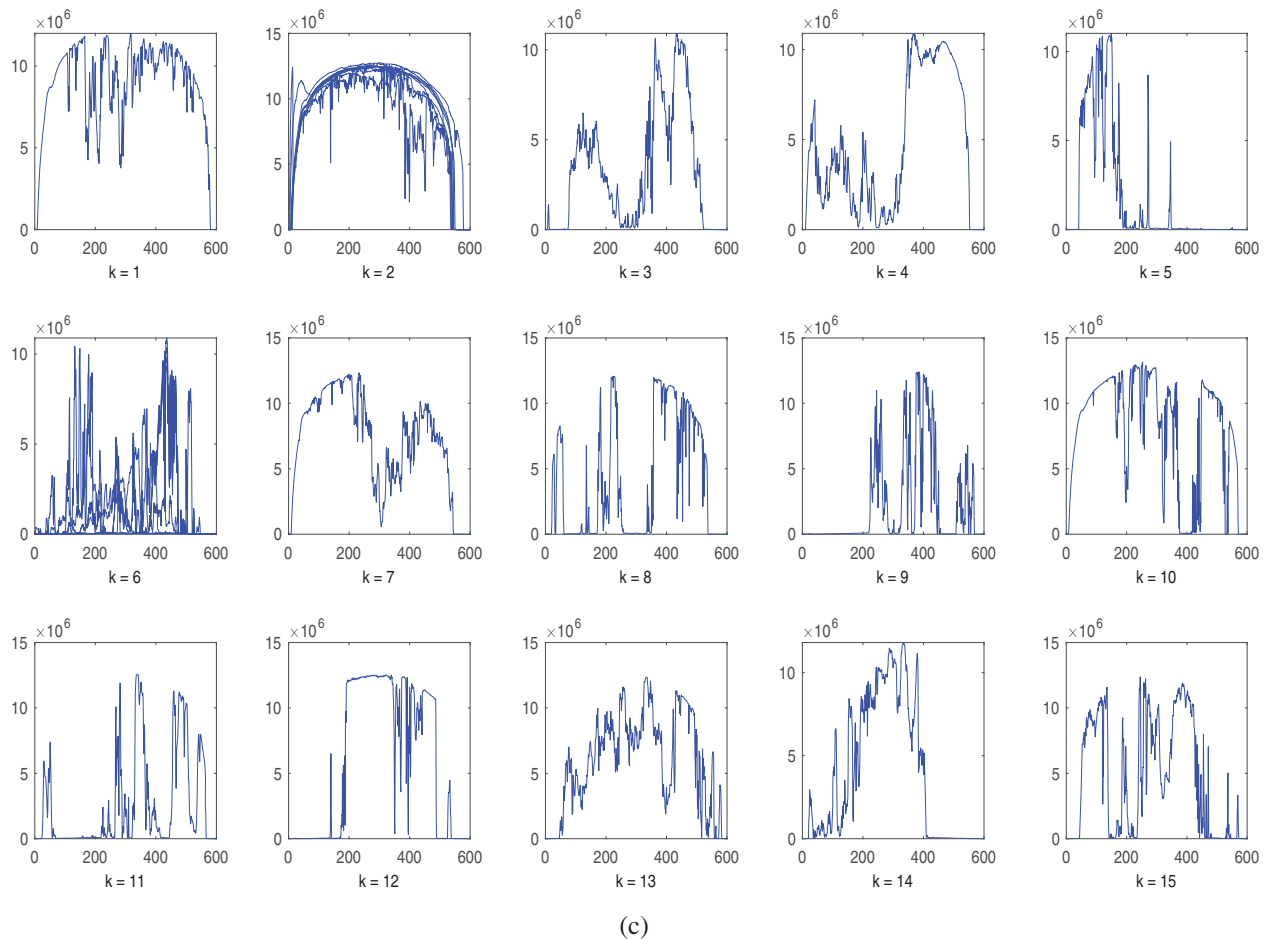 ×10^6 ×10^6 ×10^6 ×10^6 ×10^6
15
10 10 10 10
10
5 5 5 5
5
0 0 0 0 0
0 200 400 600 0 200 400 600 0 200 400 600 0 200 400 600 0 200 400 600
k = 1 k = 2 k = 3 k = 4 k = 5
×10^6 ×10^6 ×10^6 ×10^6 ×10^6
15 15 15 15
10 10 10 10 10
5 5 5 5 5
0 0 0 0 0
0 200 400 600 0 200 400 600 0 200 400 600 0 200 400 600 0 200 400 600
k = 6 k = 7 k = 8 k = 9 k = 10
×10^6 ×10^6 ×10^6 ×10^6 ×10^6
15 15 15 15
10 10 10 10 10
5 5 5 5 5
0 0 0 0 0
0 200 400 600 0 200 400 600 0 200 400 600 0 200 400 600 0 200 400 600
k = 11 k = 12 k = 13 k = 14 k = 15
(c)